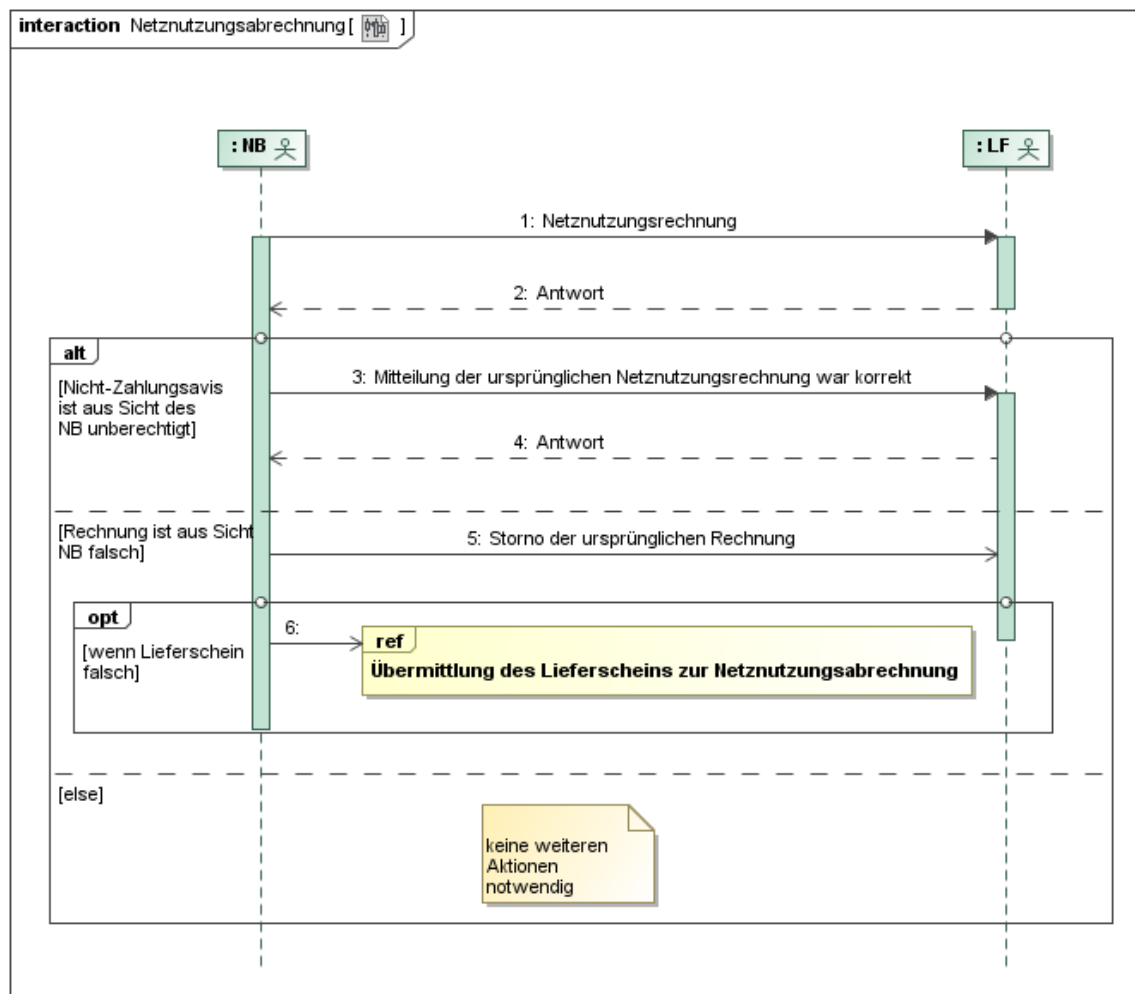 interaction Netznutzungsabrechnung[ ]
: NB
: LF
1: Netznutzungsrechnung
2: Antwort
alt
[Nicht-Zahlungsavis
ist aus Sicht des
NB unberechtigt]
3: Mitteilung der ursprünglichen Netznutzungsrechnung war korrekt
4: Antwort
[Rechnung ist aus Sicht
NB falsch]
5: Storno der ursprünglichen Rechnung
opt
[wenn Lieferschein
falsch]
6:
ref
Übermittlung des Lieferscheins zur Netznutzungsabrechnung
[else]
keine weiteren
Aktionen
notwendig